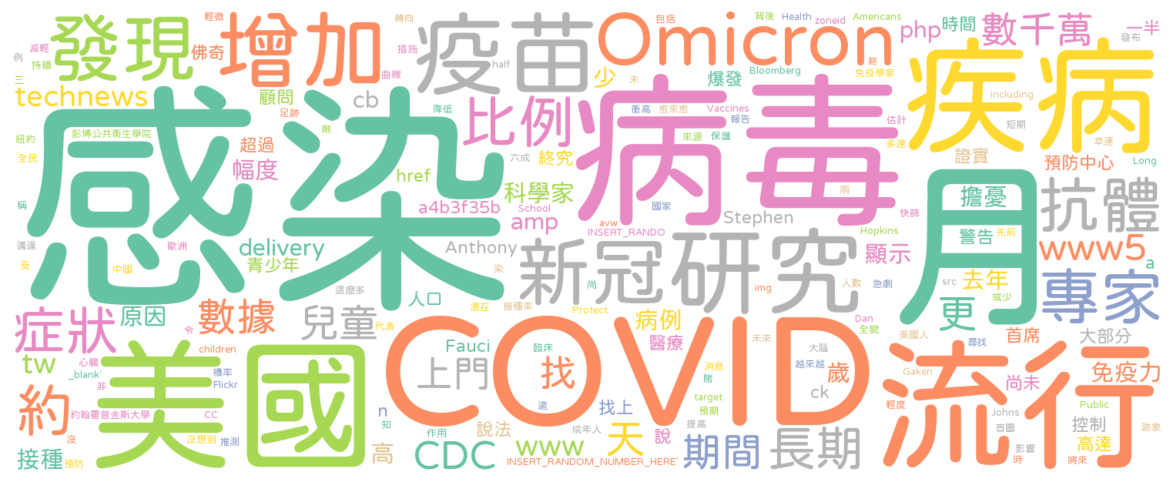 感染
病毒
COVID
月
美國
流行
疾病
Omicron
研究
疫苗
增加
發現
新冠
抗體
專家
比例
約
症狀
數據
兒童
上門
找
長期
期間
天
更
數千萬
technews
www5
www
CDC
tw
接種
原因
幅度
delivery
青少年
href
a4b3f35b
amp
科學家
cb
顧問
佛奇
超過
少
爆發
php
時間
一半
擔憂
警告
去年
顯示
預防中心
證實
免疫力
首席
大部分
尚未
控制
高達
歲
ck
病例
醫療
人口
Fauci
Anthony
Stephen
終究
說法
高
n
找上
說
a
輕微
轉向
包括
背後
Health
zoneid
Americans
發布
例
減輕
持續
措施
曲線
half
未
經
免疫學家
Bloomberg
including
三
足跡
降低
衝高
愈來愈
Vaccines
報告
估計
短期
紐約
彭博公共衛生學院
劑
來源
保護
多達
幸運
全民
六成
Long
稱
School
國家
雨
快篩
先前
avw
INSERT_RANDO
Hopkins
歐洲
受
中國
染
這麼多
尚
img
人數
急劇
src
或少
潛在
接種率
代表
Protect
Dan
全貌
美國人
尋找
令
心臟
_blank'
children
機率
Flickr
臨床
大腦
未來
越來越
消息
Gaken
非
約翰霍普金斯大學
CC
賭
target
預期
輕度
Johns
Public
跡象
沒
沒想到
推測
知
作用
遠
成年人
提高
百圖
影響
預防
INSERT_RANDOM_NUMBER_HERE'
時
將來